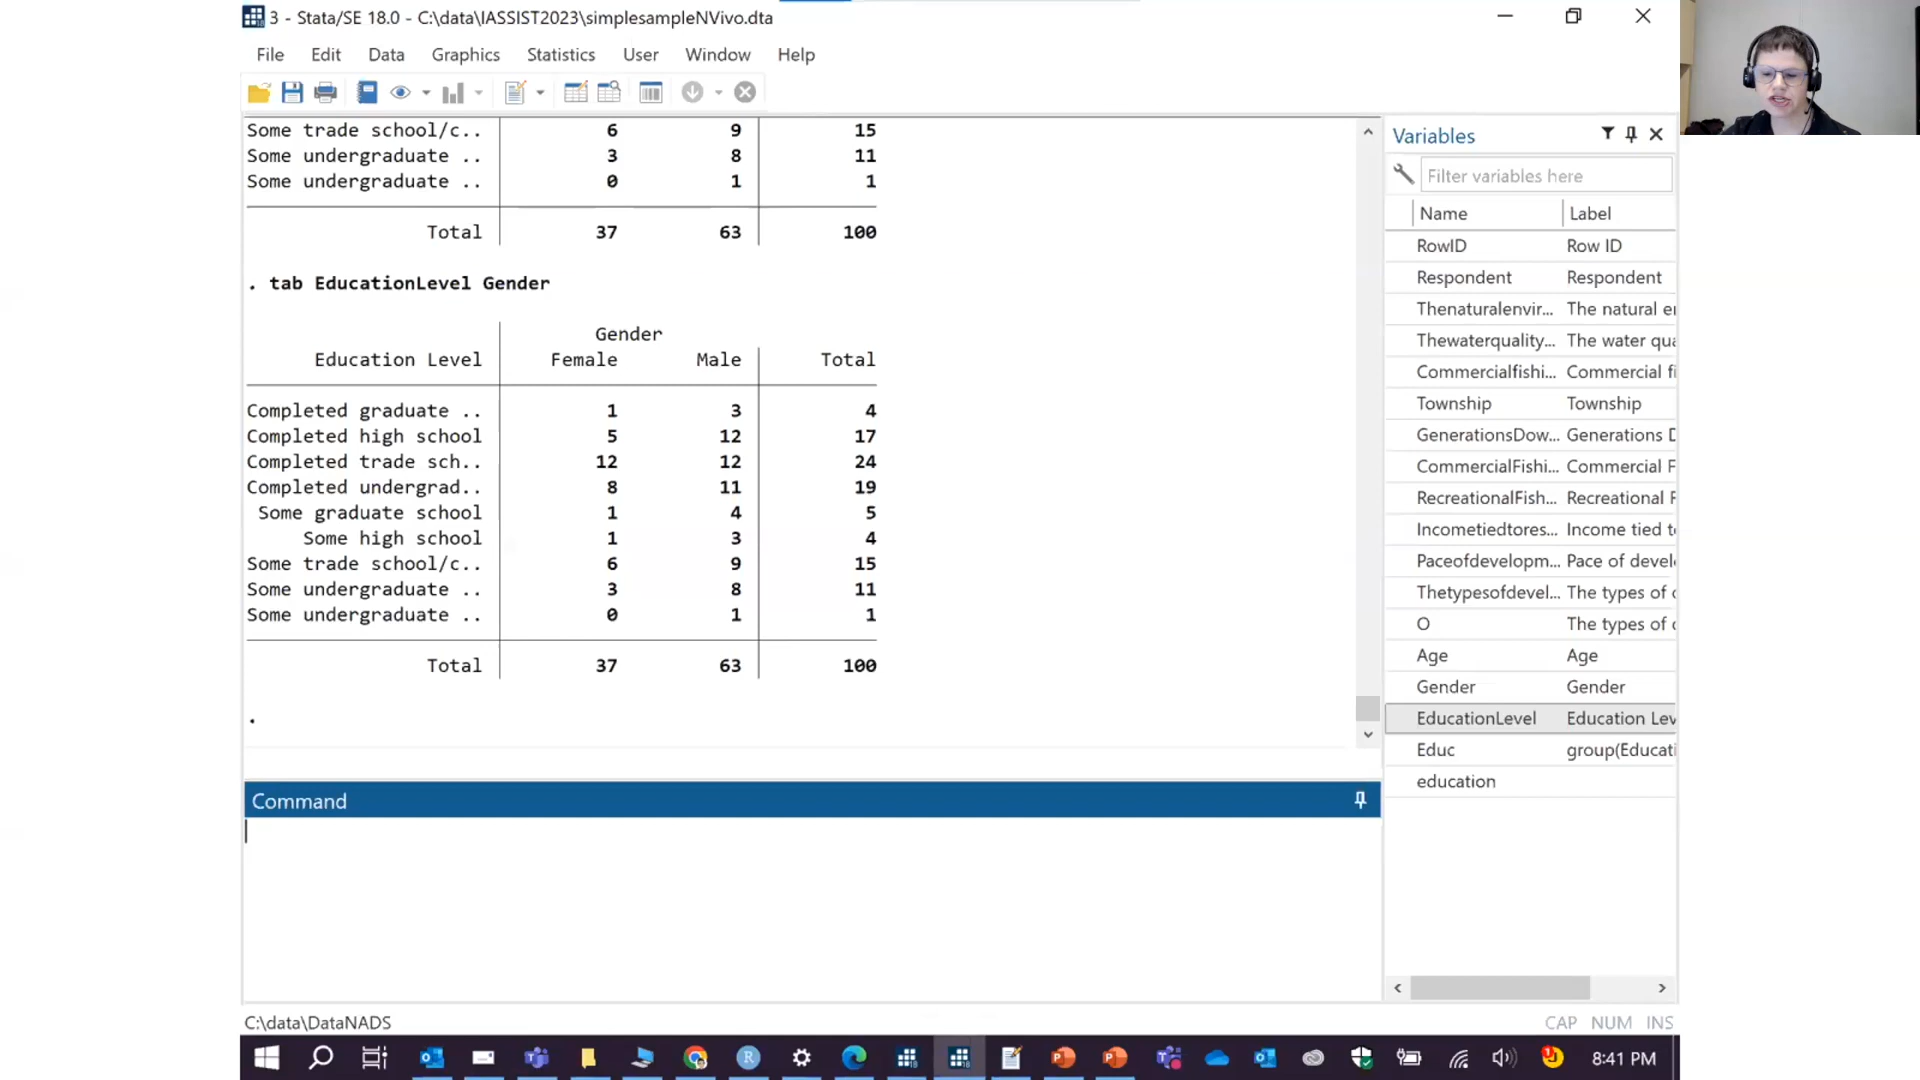 3 - Stata/SE 18.0 - C:\data\IASSIST2023\simplesampleNVivo.dta
File Edit Data Graphics Statistics User Window Help
Some trade school/c.. 6 9 15
Some undergraduate .. 3 8 11
Some undergraduate .. 0 1 1
Total 37 63 100
. tab EducationLevel Gender
Gender
Education Level Female Male Total
Completed graduate .. 1 3 4
Completed high school 5 12 17
Completed trade sch.. 12 12 24
Completed undergrad.. 8 11 19
Some graduate school 1 4 5
Some high school 1 3 4
Some trade school/c.. 6 9 15
Some undergraduate .. 3 8 11
Some undergraduate .. 0 1 1
Total 37 63 100
.
Command
Variables
Filter variables here
Name Label
RowID Row ID
Respondent Respondent
Thenaturalenvir... The natural e
Thewaterquality... The water qua
Commercialfishi... Commercial fi
Township Township
GenerationsDow... Generations D
CommercialFishi... Commercial F
RecreationalFish... Recreational F
Incometiedtores... Income tied t
Paceofdevelopm... Pace of devel
Thetypesofdevel... The types of
O The types of
Age Age
Gender Gender
EducationLevel Education Lev
Educ group(Educati
education
C:\data\DataNADS
CAP NUM INS
8:41 PM